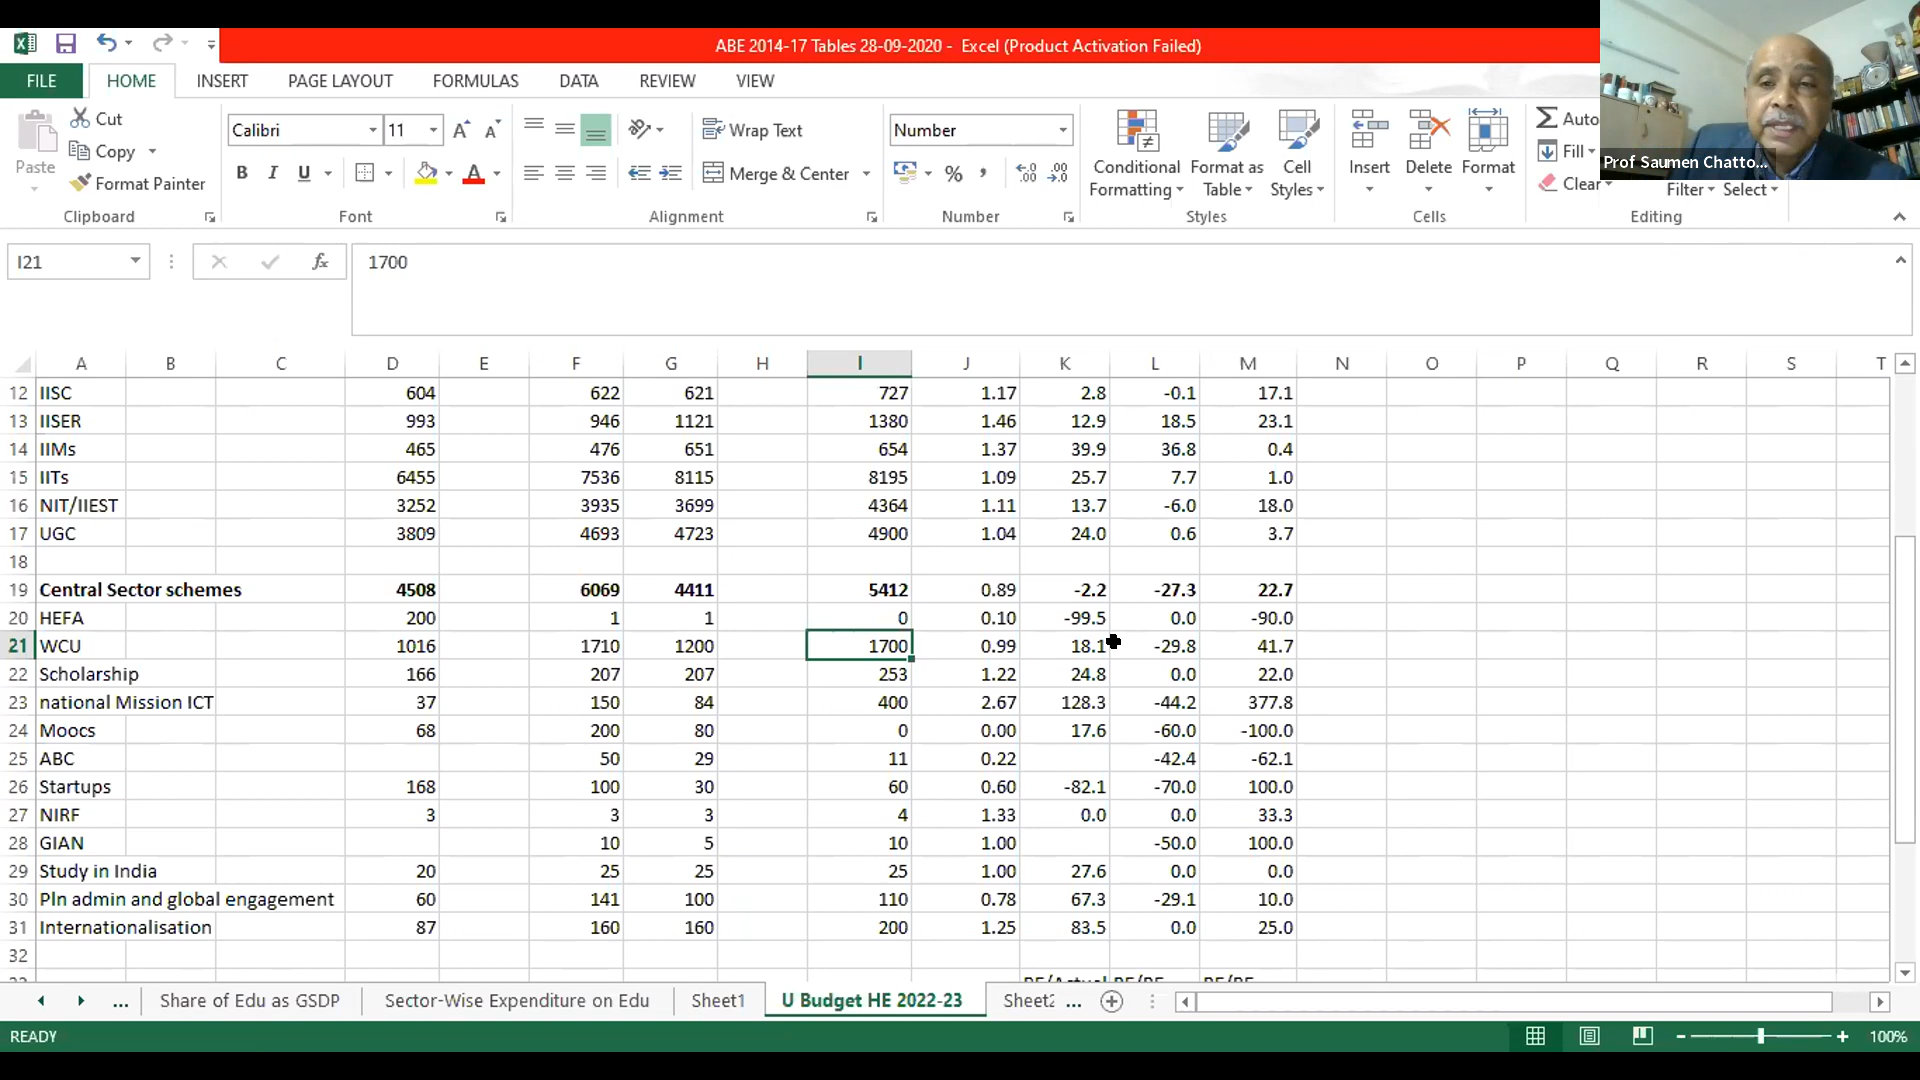 ABE 2014-17 Tables 28-09-2020 - Excel (Product Activation Failed)
FILE HOME INSERT PAGE LAYOUT FORMULAS DATA REVIEW VIEW
Prof Saumen Chatto...
Paste
Cut
Copy
Format Painter
Clipboard
Calibri 11
B I U
Font
Wrap Text
Merge & Center
Alignment
Number
%
Number
Conditional Formatting
Format as Table
Cell Styles
Styles
Insert
Delete
Format
Cells
Auto
Fill
Clear
Filter Select
Editing
I21 fx 1700
A B C D E F G H I J K L M N O P Q R S T
12 IISC 604 622 621 727 1.17 2.8 -0.1 17.1
13 IISER 993 946 1121 1380 1.46 12.9 18.5 23.1
14 IIMs 465 476 651 654 1.37 39.9 36.8 0.4
15 IITs 6455 7536 8115 8195 1.09 25.7 7.7 1.0
16 NIT/IIEST 3252 3935 3699 4364 1.11 13.7 -6.0 18.0
17 UGC 3809 4693 4723 4900 1.04 24.0 0.6 3.7
18
19 Central Sector schemes 4508 6069 4411 5412 0.89 -2.2 -27.3 22.7
20 HEFA 200 1 1 0 0.10 -99.5 0.0 -90.0
21 WCU 1016 1710 1200 1700 0.99 18.1 -29.8 41.7
22 Scholarship 166 207 207 253 1.22 24.8 0.0 22.0
23 national Mission ICT 37 150 84 400 2.67 128.3 -44.2 377.8
24 Moocs 68 200 80 0 0.00 17.6 -60.0 -100.0
25 ABC 50 29 11 0.22 -42.4 -62.1
26 Startups 168 100 30 60 0.60 -82.1 -70.0 100.0
27 NIRF 3 3 3 4 1.33 0.0 0.0 33.3
28 GIAN 10 5 10 1.00 -50.0 100.0
29 Study in India 20 25 25 25 1.00 27.6 0.0 0.0
30 Pln admin and global engagement 60 141 100 110 0.78 67.3 -29.1 10.0
31 Internationalisation 87 160 160 200 1.25 83.5 0.0 25.0
32
... Share of Edu as GSDP Sector-Wise Expenditure on Edu Sheet1 U Budget HE 2022-23 Sheet2 ...
READY 100%